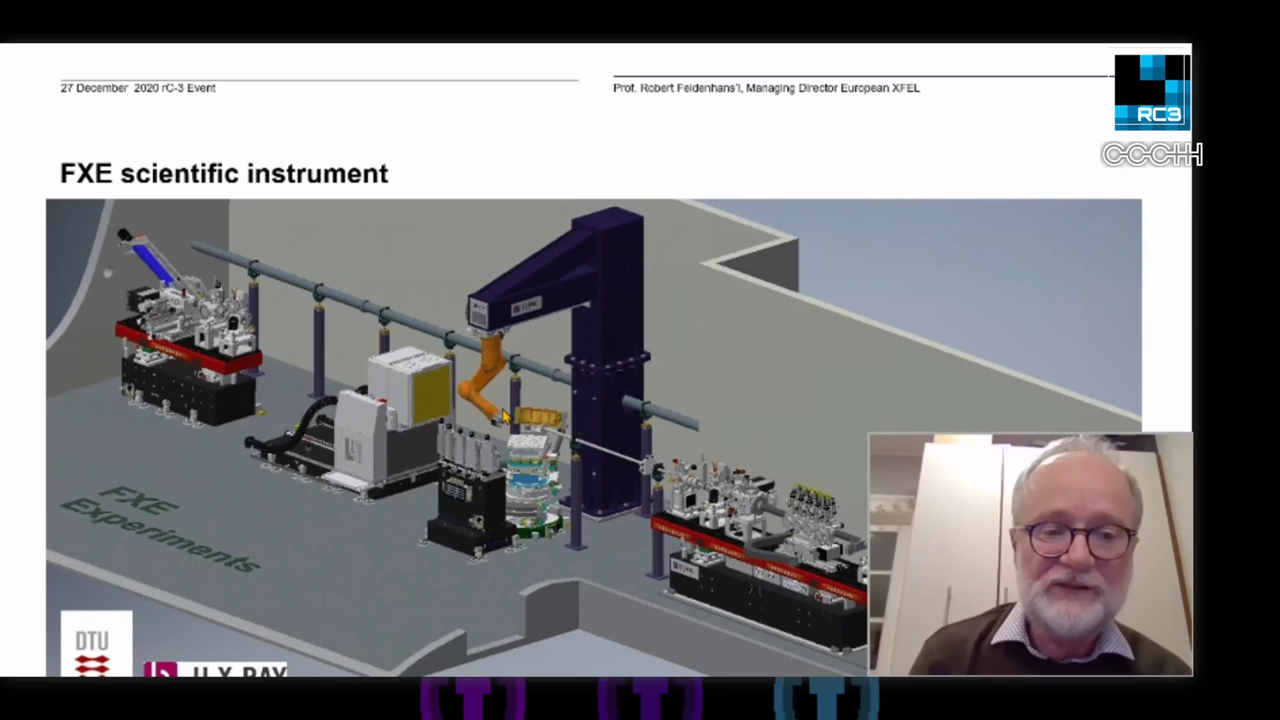 27 December 2020 rC-3 Event
Prof. Robert Feidenhans'l, Managing Director European XFEL
RC3
CCCHH
FXE scientific instrument
FXE
Experiments
DTU